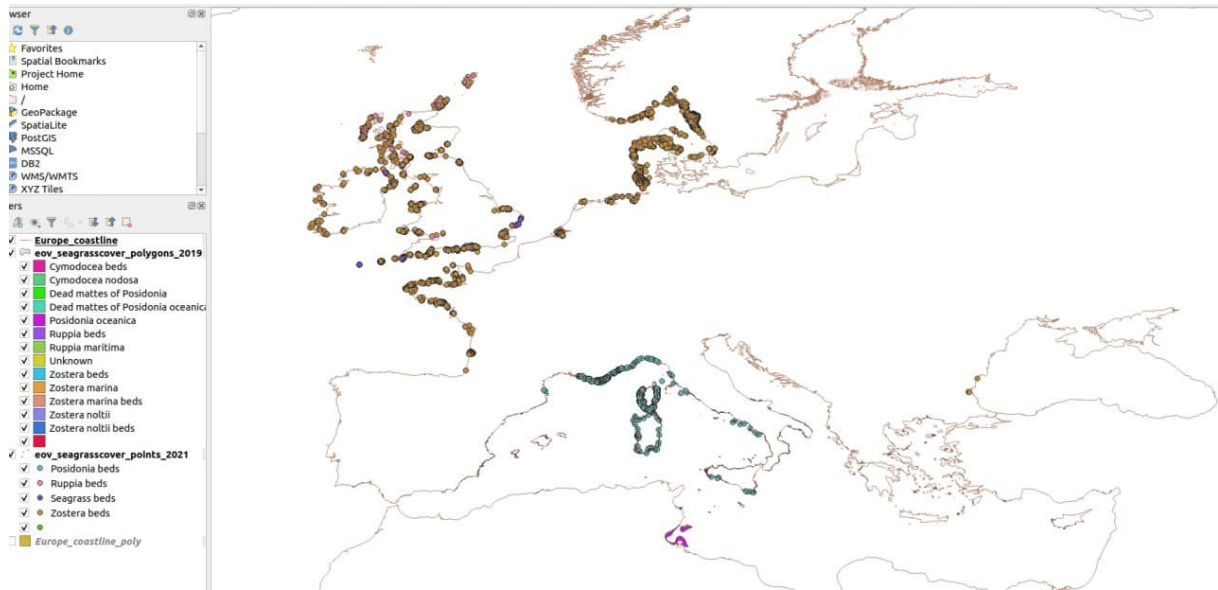 wser
Favorites
Spatial Bookmarks
Project Home
Home
/
GeoPackage
SpatiaLite
PostGIS
MSSQL
DB2
WMS/WMTS
XYZ Tiles
ers
Europe_coastline
eov_seagrasscover_polygons_2019
Cymodocea beds
Cymodocea nodosa
Dead mattes of Posidonia
Dead mattes of Posidonia oceanica
Posidonia oceanica
Ruppia beds
Ruppia maritima
Unknown
Zostera beds
Zostera marina
Zostera marina beds
Zostera noltii
Zostera noltii beds
eov_seagrasscover_points_2021
Posidonia beds
Ruppia beds
Seagrass beds
Zostera beds
Europe_coastline_poly